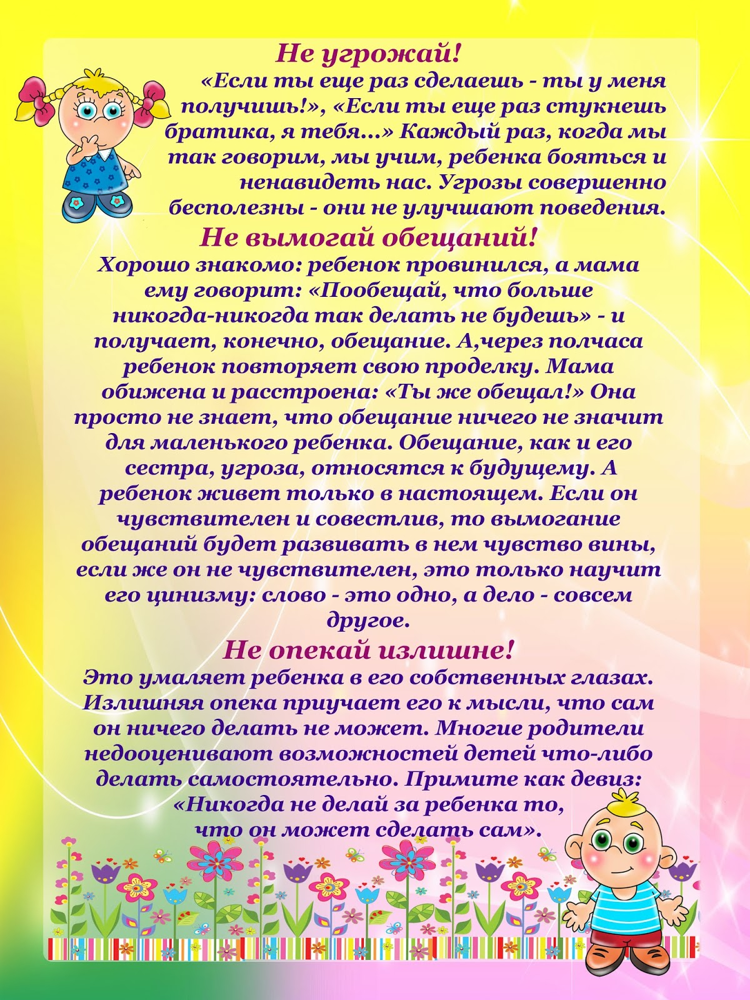 Не угрожай!
«Если ты еще раз сделаешь - ты у меня
получишь!», «Если ты еще раз стукнешь
братика, я тебя...» Каждый раз, когда мы
так говорим, мы учим, ребенка бояться и
ненавидеть нас. Угрозы совершенно
бесполезны - они не улучшают поведения.
Не вымогай обещаний!
Хорошо знакомо: ребенок провинился, а мама
ему говорит: «Пообещай, что больше
никогда-никогда так делать не будешь» - и
получает, конечно, обещание. А,через полчаса
ребенок повторяет свою проделку. Мама
обижена и расстроена: «Ты же обещал!» Она
просто не знает, что обещание ничего не значит
для маленького ребенка. Обещание, как и его
сестра, угроза, относятся к будущему. А
ребенок живет только в настоящем. Если он
чувствителен и совестлив, то вымогание
обещаний будет развивать в нем чувство вины,
если же он не чувствителен, это только научит
его цинизму: слово - это одно, а дело - совсем
другое.
Не опекай излишне!
Это умаляет ребенка в его собственных глазах.
Излишняя опека приучает его к мысли, что сам
он ничего делать не может. Многие родители
недооценивают возможностей детей что-либо
делать самостоятельно. Примите как девиз:
«Никогда не делай за ребенка то,
что он может сделать сам».